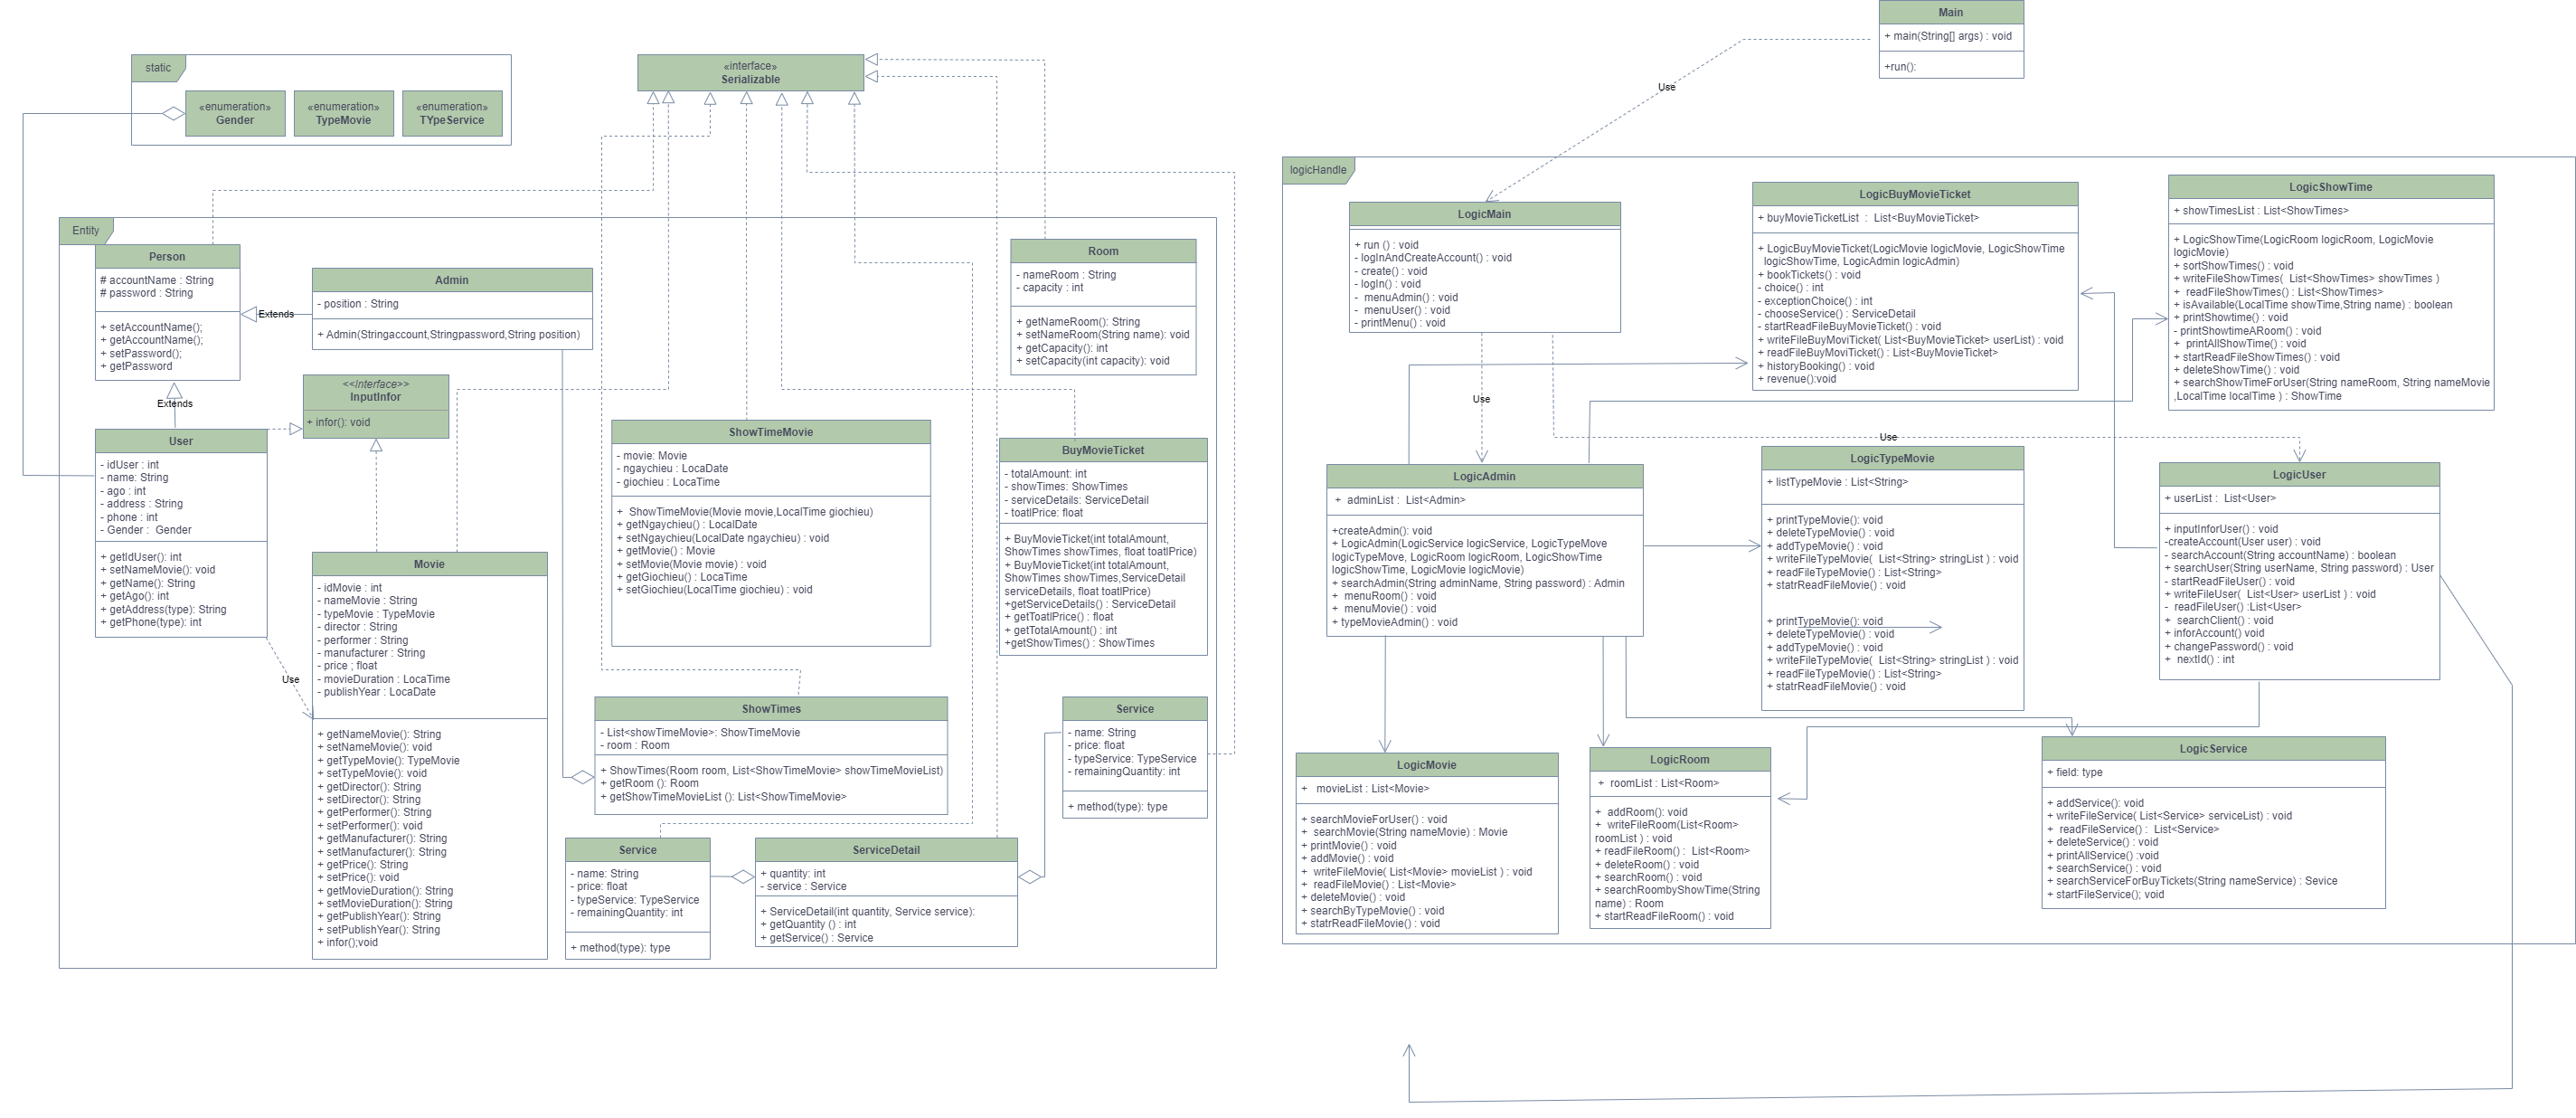 Main
+ main(String[] args) : void
+run():
Use
static
«enumeration»
Gender
«enumeration»
TypeMovie
«enumeration»
TYpeService
«interface»
Serializable
Entity
Person
# accountName : String
# password : String
+ setAccountName();
+ getAccountName();
+ setPassword();
+ getPassword
Extends
Admin
- position : String
+ Admin(Stringaccount,Stringpassword,String position)
Extends
<<interface>>
InputInfor
+ infor(): void
User
- idUser : int
- name: String
- ago : int
- address : String
- phone : int
- Gender : Gender
+ getIdUser(): int
+ setNameMovie(): void
+ getName(): String
+ getAgo(): int
+ getAddress(type): String
+ getPhone(type): int
Use
Movie
- idMovie : int
- nameMovie : String
- typeMovie : TypeMovie
- director : String
- performer : String
- manufacturer : String
- price ; float
- movieDuration : LocaTime
- publishYear : LocaDate
+ getNameMovie(): String
+ setNameMovie(): void
+ getTypeMovie(): TypeMovie
+ setTypeMovie(): void
+ getDirector(): String
+ setDirector(): String
+ getPerformer(): String
+ setPerformer(): void
+ getManufacturer(): String
+ setManufacturer(): String
+ getPrice(): String
+ setPrice(): void
+ getMovieDuration(): String
+ setMovieDuration(): String
+ getPublishYear(): String
+ setPublishYear(): String
+ infor();void
ShowTimeMovie
- movie: Movie
- ngaychieu : LocaDate
- giochieu : LocaTime
+ ShowTimeMovie(Movie movie,LocalTime giochieu)
+ getNgaychieu() : LocalDate
+ setNgaychieu(LocalDate ngaychieu) : void
+ getMovie() : Movie
+ setMovie(Movie movie) : void
+ getGiochieu() : LocaTime
+ setGiochieu(LocalTime giochieu) : void
Room
- nameRoom : String
- capacity : int
+ getNameRoom(): String
+ setNameRoom(String name): void
+ getCapacity(): int
+ setCapacity(int capacity): void
BuyMovieTicket
- totalAmount: int
- showTimes: ShowTimes
- serviceDetails: ServiceDetail
- toatlPrice: float
+ BuyMovieTicket(int totalAmount,
ShowTimes showTimes, float toatlPrice)
+ BuyMovieTicket(int totalAmount,
ShowTimes showTimes,ServiceDetail
serviceDetails, float toatlPrice)
+getServiceDetails() : ServiceDetail
+ getToatlPrice() : float
+ getTotalAmount() : int
+getShowTimes() : ShowTimes
ShowTimes
- List<showTimeMovie>: ShowTimeMovie
- room : Room
+ ShowTimes(Room room, List<ShowTimeMovie> showTimeMovieList)
+ getRoom (): Room
+ getShowTimeMovieList (): List<ShowTimeMovie>
Service
- name: String
- price: float
- typeService: TypeService
- remainingQuantity: int
+ method(type): type
Service
- name: String
- price: float
- typeService: TypeService
- remainingQuantity: int
+ method(type): type
ServiceDetail
+ quantity: int
- service : Service
+ ServiceDetail(int quantity, Service service):
+ getQuantity () : int
+ getService() : Service
logicHandle
LogicMain
+ run () : void
- logInAndCreateAccount() : void
- create() : void
- logIn() : void
- menuAdmin() : void
- menuUser() : void
- printMenu() : void
LogicBuyMovieTicket
+ buyMovieTicketList : List<BuyMovieTicket>
+ LogicBuyMovieTicket(LogicMovie logicMovie, LogicShowTime
logicShowTime, LogicAdmin logicAdmin)
+ bookTickets() : void
- choice() : int
- exceptionChoice() : int
- chooseService() : ServiceDetail
- startReadFileBuyMovieTicket() : void
+ writeFileBuyMoviTicket( List<BuyMovieTicket> userList) : void
+ readFileBuyMoviTicket() : List<BuyMovieTicket>
+ historyBooking() : void
+ revenue():void
LogicShowTime
+ showTimesList : List<ShowTimes>
+ LogicShowTime(LogicRoom logicRoom, LogicMovie
logicMovie)
+ sortShowTimes() : void
+ writeFileShowTimes( List<ShowTimes> showTimes )
+ readFileShowTimes() : List<ShowTimes>
+ isAvailable(LocalTime showTime,String name) : boolean
+ printShowtime() : void
- printShowtimeARoom() : void
+ printAllShowTime() : void
+ startReadFileShowTimes() : void
+ deleteShowTime() : void
+ searchShowTimeForUser(String nameRoom, String nameMovie
,LocalTime localTime ) : ShowTime
Use
Use
LogicAdmin
+ adminList : List<Admin>
+createAdmin(): void
+ LogicAdmin(LogicService logicService, LogicTypeMove
logicTypeMove, LogicRoom logicRoom, LogicShowTime
logicShowTime, LogicMovie logicMovie)
+ searchAdmin(String adminName, String password) : Admin
+ menuRoom() : void
+ menuMovie() : void
+ typeMovieAdmin() : void
LogicTypeMovie
+ listTypeMovie : List<String>
+ printTypeMovie(): void
+ deleteTypeMovie() : void
+ addTypeMovie() : void
+ writeFileTypeMovie( List<String> stringList ) : void
+ readFileTypeMovie() : List<String>
+ statrReadFileMovie() : void
+ printTypeMovie(): void
+ deleteTypeMovie() : void
+ addTypeMovie() : void
+ writeFileTypeMovie( List<String> stringList ) : void
+ readFileTypeMovie() : List<String>
+ statrReadFileMovie() : void
LogicUser
+ userList : List<User>
+ inputInforUser() : void
-createAccount(User user) : void
- searchAccount(String accountName) : boolean
+ searchUser(String userName, String password) : User
- startReadFileUser() : void
+ writeFileUser( List<User> userList ) : void
- readFileUser() :List<User>
+ searchClient() : void
+ inforAccount() void
+ changePassword() : void
+ nextId() : int
LogicMovie
+ movieList : List<Movie>
+ searchMovieForUser() : void
+ searchMovie(String nameMovie) : Movie
+ printMovie() : void
+ addMovie() : void
+ writeFileMovie( List<Movie> movieList ) : void
+ readFileMovie() : List<Movie>
+ deleteMovie() : void
+ searchByTypeMovie() : void
+ statrReadFileMovie() : void
LogicRoom
+ roomList : List<Room>
+ addRoom(): void
+ writeFileRoom(List<Room>
roomList ) : void
+ readFileRoom() : List<Room>
+ deleteRoom() : void
+ searchRoom() : void
+ searchRoombyShowTime(String
name) : Room
+ startReadFileRoom() : void
LogicService
+ field: type
+ addService(): void
+ writeFileService( List<Service> serviceList) : void
+ readFileService() : List<Service>
+ deleteService() : void
+ printAllService() :void
+ searchService() : void
+ searchServiceForBuyTickets(String nameService) : Sevice
+ startFileService(); void